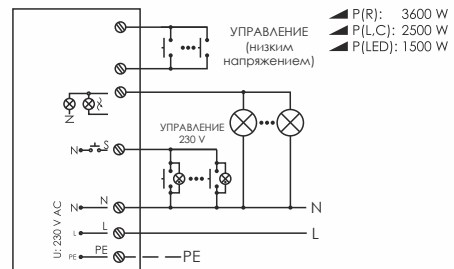 P(R): 3600 W
P(L,C): 2500 W
P(LED): 1500 W
УПРАВЛЕНИЕ
(низким
напряжением)
N
УПРАВЛЕНИЕ
230 V
N S
N N N
L L L
PE PE PE
U: 230 V AC